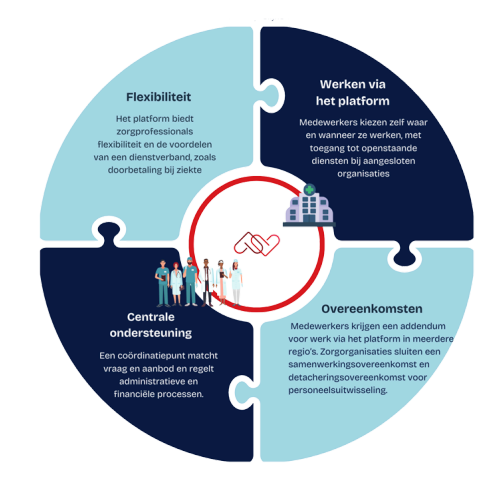 Flexibiliteit
Het platform biedt
zorgprofessionals
flexibiliteit en de voordelen
van een dienstverband, zoals
doorbetaling bij ziekte
Werken via
het platform
Medewerkers kiezen zelf waar
en wanneer ze werken, met
toegang tot openstaande
diensten bij aangesloten
organisaties
Centrale
ondersteuning
Een coördinatiepunt matcht
vraag en aanbod en regelt
administratieve en
financiële processen.
Overeenkomsten
Medewerkers krijgen een addendum
voor werk via het platform in meerdere
regio's. Zorgorganisaties sluiten een
samenwerkingsovereenkomst en
detacheringsovereenkomst voor
personeelsuitwisseling.